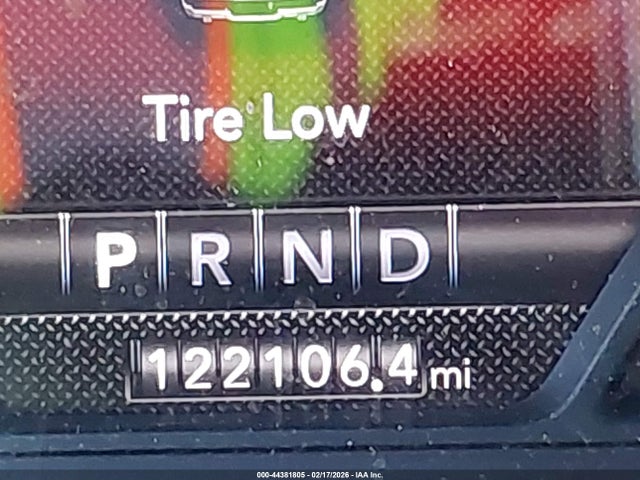 Tire Low
P R N D
122106.4 mi
000-44381805 - 02/17/2026 - IAA Inc.